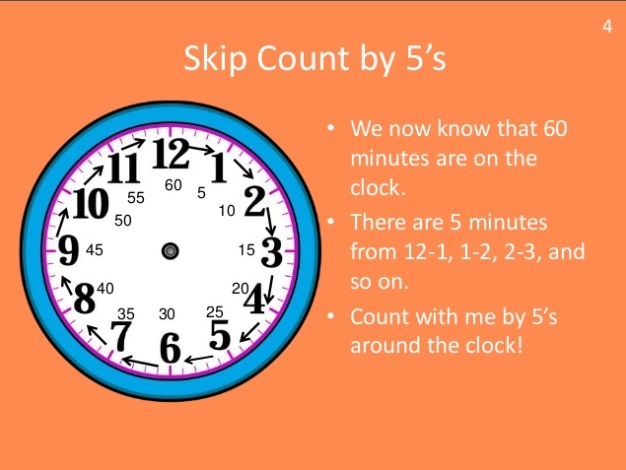 4
Skip Count by 5’s
• We now know that 60
minutes are on the
clock.
• There are 5 minutes
from 12-1, 1-2, 2-3, and
so on.
• Count with me by 5’s
around the clock!
11 12 1
55 60 5
10 2
50 10
9 45 15 3
8 40 20 4
35 30 25
7 6 5